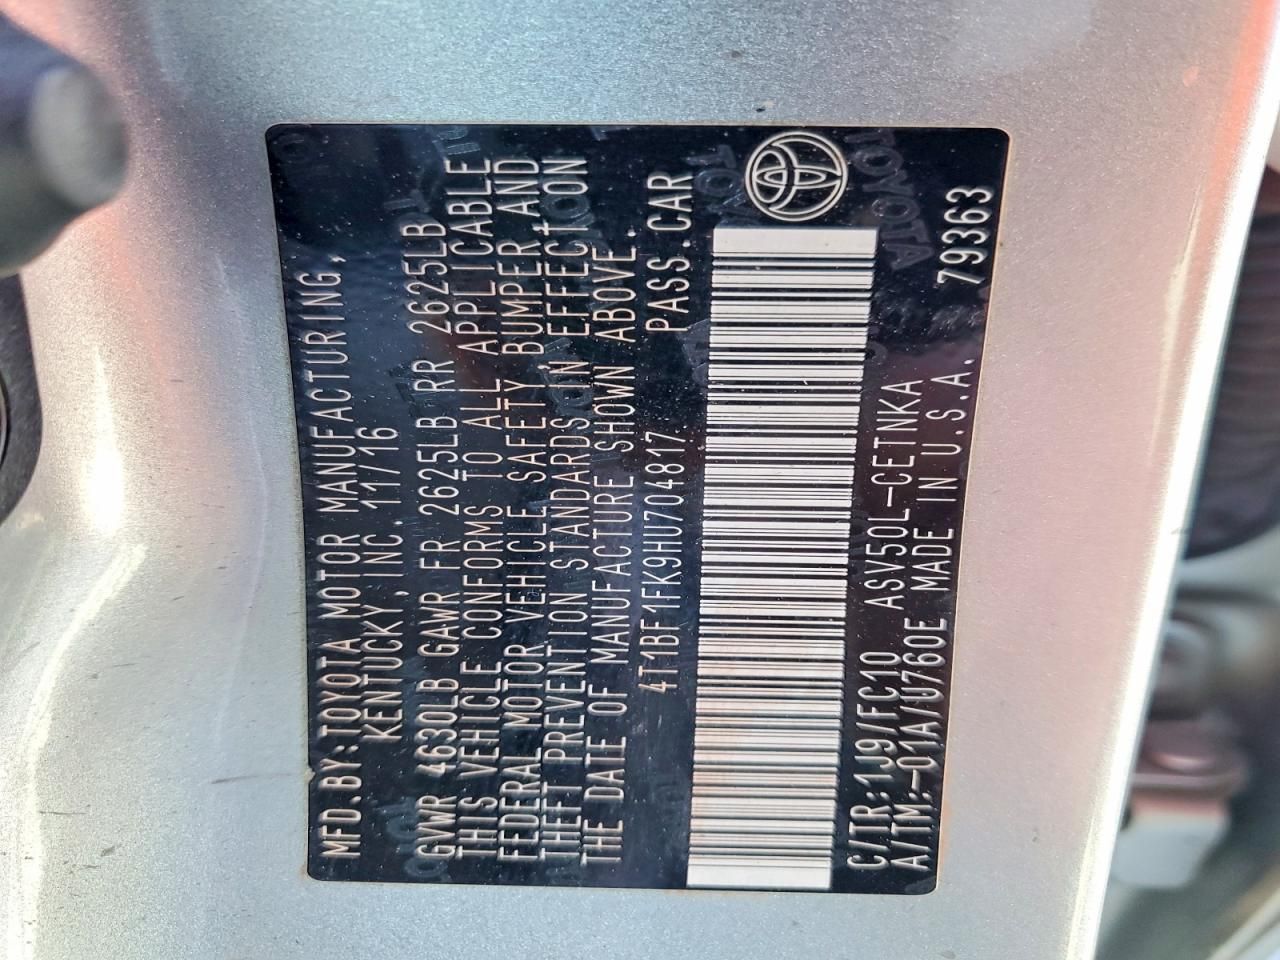 MFD.BY:TOYOTA MOTOR MANUFACTURING,
KENTUCKY,INC. 11/16
GVWR 4630LB GAWR FR 2625LB RR 2625LB
THIS VEHICLE CONFORMS TO ALL APPLICABLE
FEDERAL MOTOR VEHICLE SAFETY BUMPER AND
THEFT PREVENTION STANDARDS IN EFFECT ON
THE DATE OF MANUFACTURE SHOWN ABOVE.
4T1BF1FK9HU704817 PASS.CAR
C/TR:1J9/FC10 ASV50L-CETNKA
A/TM:-01A/U760E MADE IN U.S.A. 79363
TOYOTA